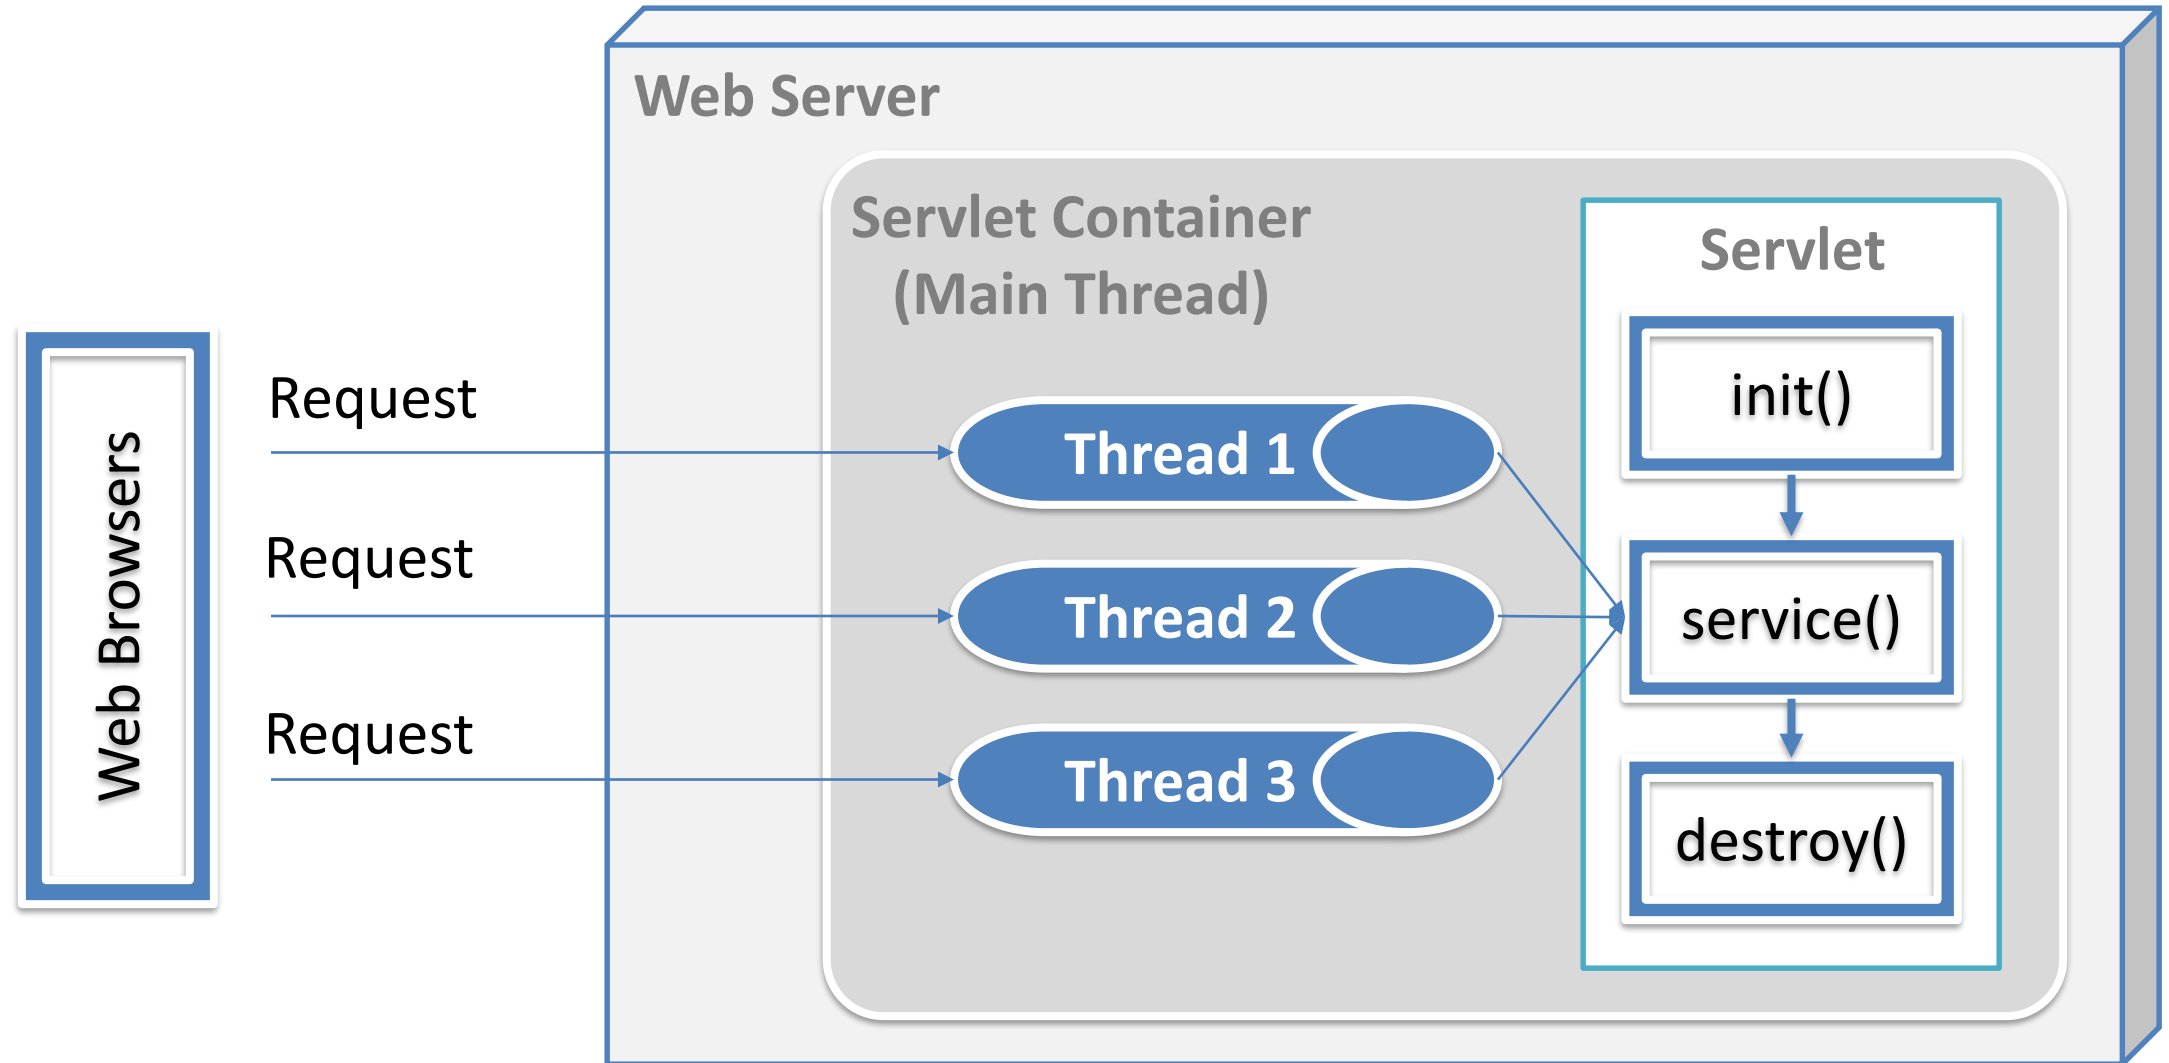 Web Server
Servlet Container
(Main Thread)
Servlet
init()
Web Browsers
Request
Thread 1
Request
Thread 2
service()
Request
Thread 3
destroy()